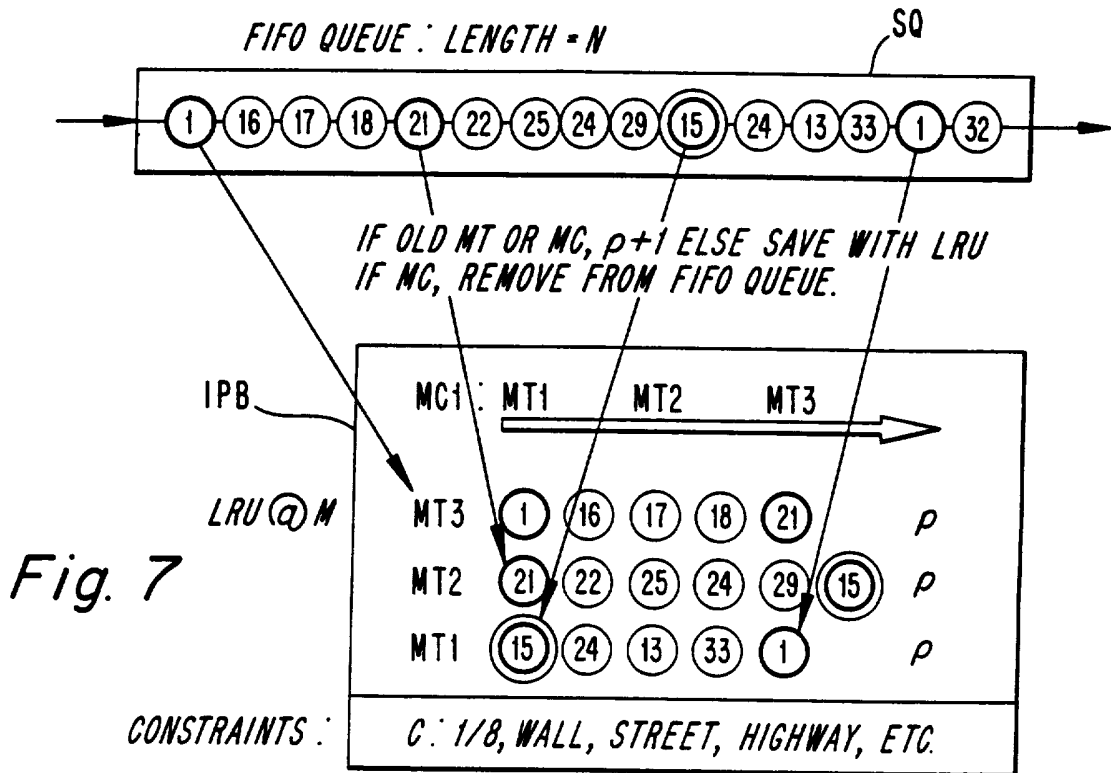 FIFO QUEUE : LENGTH = N
SQ
1 16 17 18 21 22 25 24 29 15 24 13 33 1 32
IF OLD MT OR MC, ρ+1 ELSE SAVE WITH LRU
IF MC, REMOVE FROM FIFO QUEUE.
IPB
MC1 : MT1 MT2 MT3
LRU @ M
MT3 1 16 17 18 21 ρ
MT2 21 22 25 24 29 15 ρ
MT1 15 24 13 33 1 ρ
Fig. 7
CONSTRAINTS : C : 1/8, WALL, STREET, HIGHWAY, ETC.